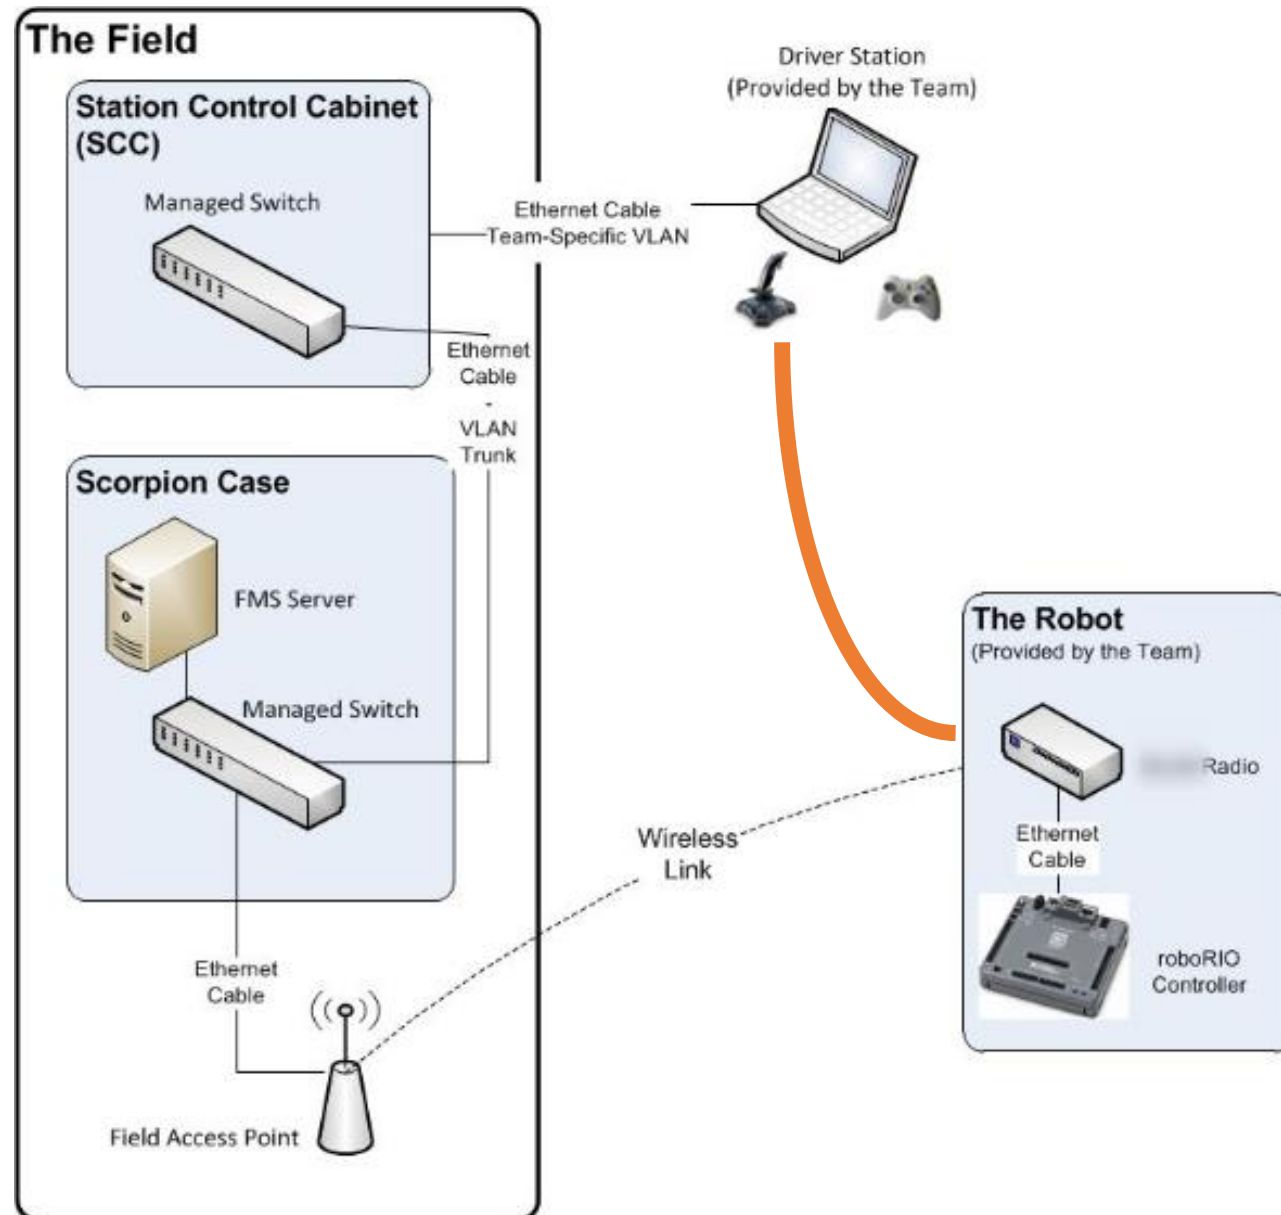 The Field
Station Control Cabinet
(SCC)
Managed Switch
Ethernet Cable
Team-Specific VLAN
Driver Station
(Provided by the Team)
Ethernet
Cable
-
VLAN
Trunk
Scorpion Case
FMS Server
Managed Switch
Ethernet
Cable
Field Access Point
Wireless
Link
The Robot
(Provided by the Team)
Radio
Ethernet
Cable
roboRIO
Controller